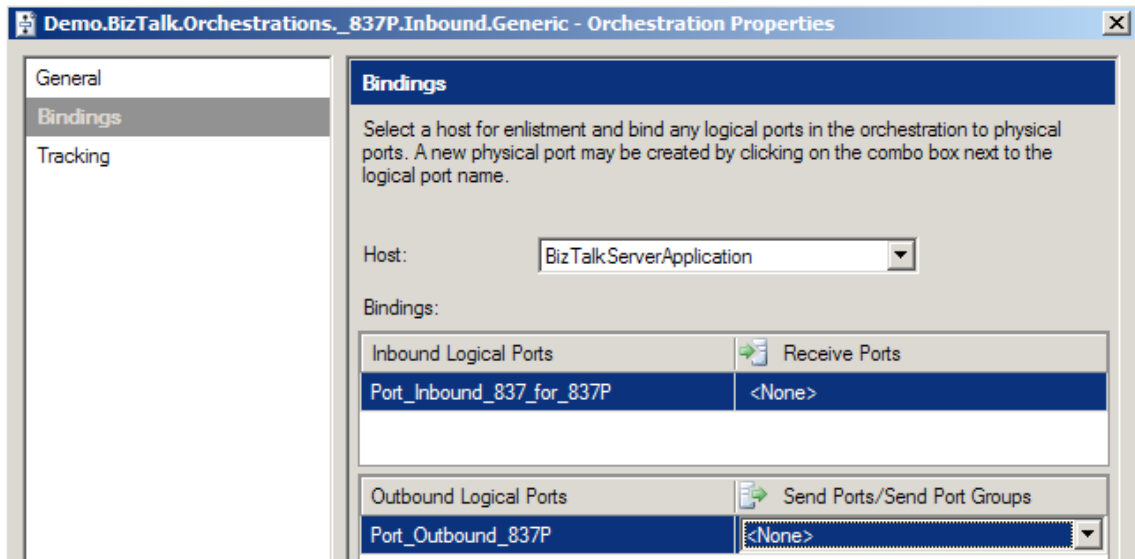 Demo.BizTalk.Orchestrations._837P.Inbound.Generic - Orchestration Properties
General
Bindings
Tracking
Bindings
Select a host for enlistment and bind any logical ports in the orchestration to physical
ports. A new physical port may be created by clicking on the combo box next to the
logical port name.
Host: BizTalkServerApplication
Bindings:
Inbound Logical Ports Receive Ports
Port_Inbound_837_for_837P <None>
Outbound Logical Ports Send Ports/Send Port Groups
Port_Outbound_837P <None>